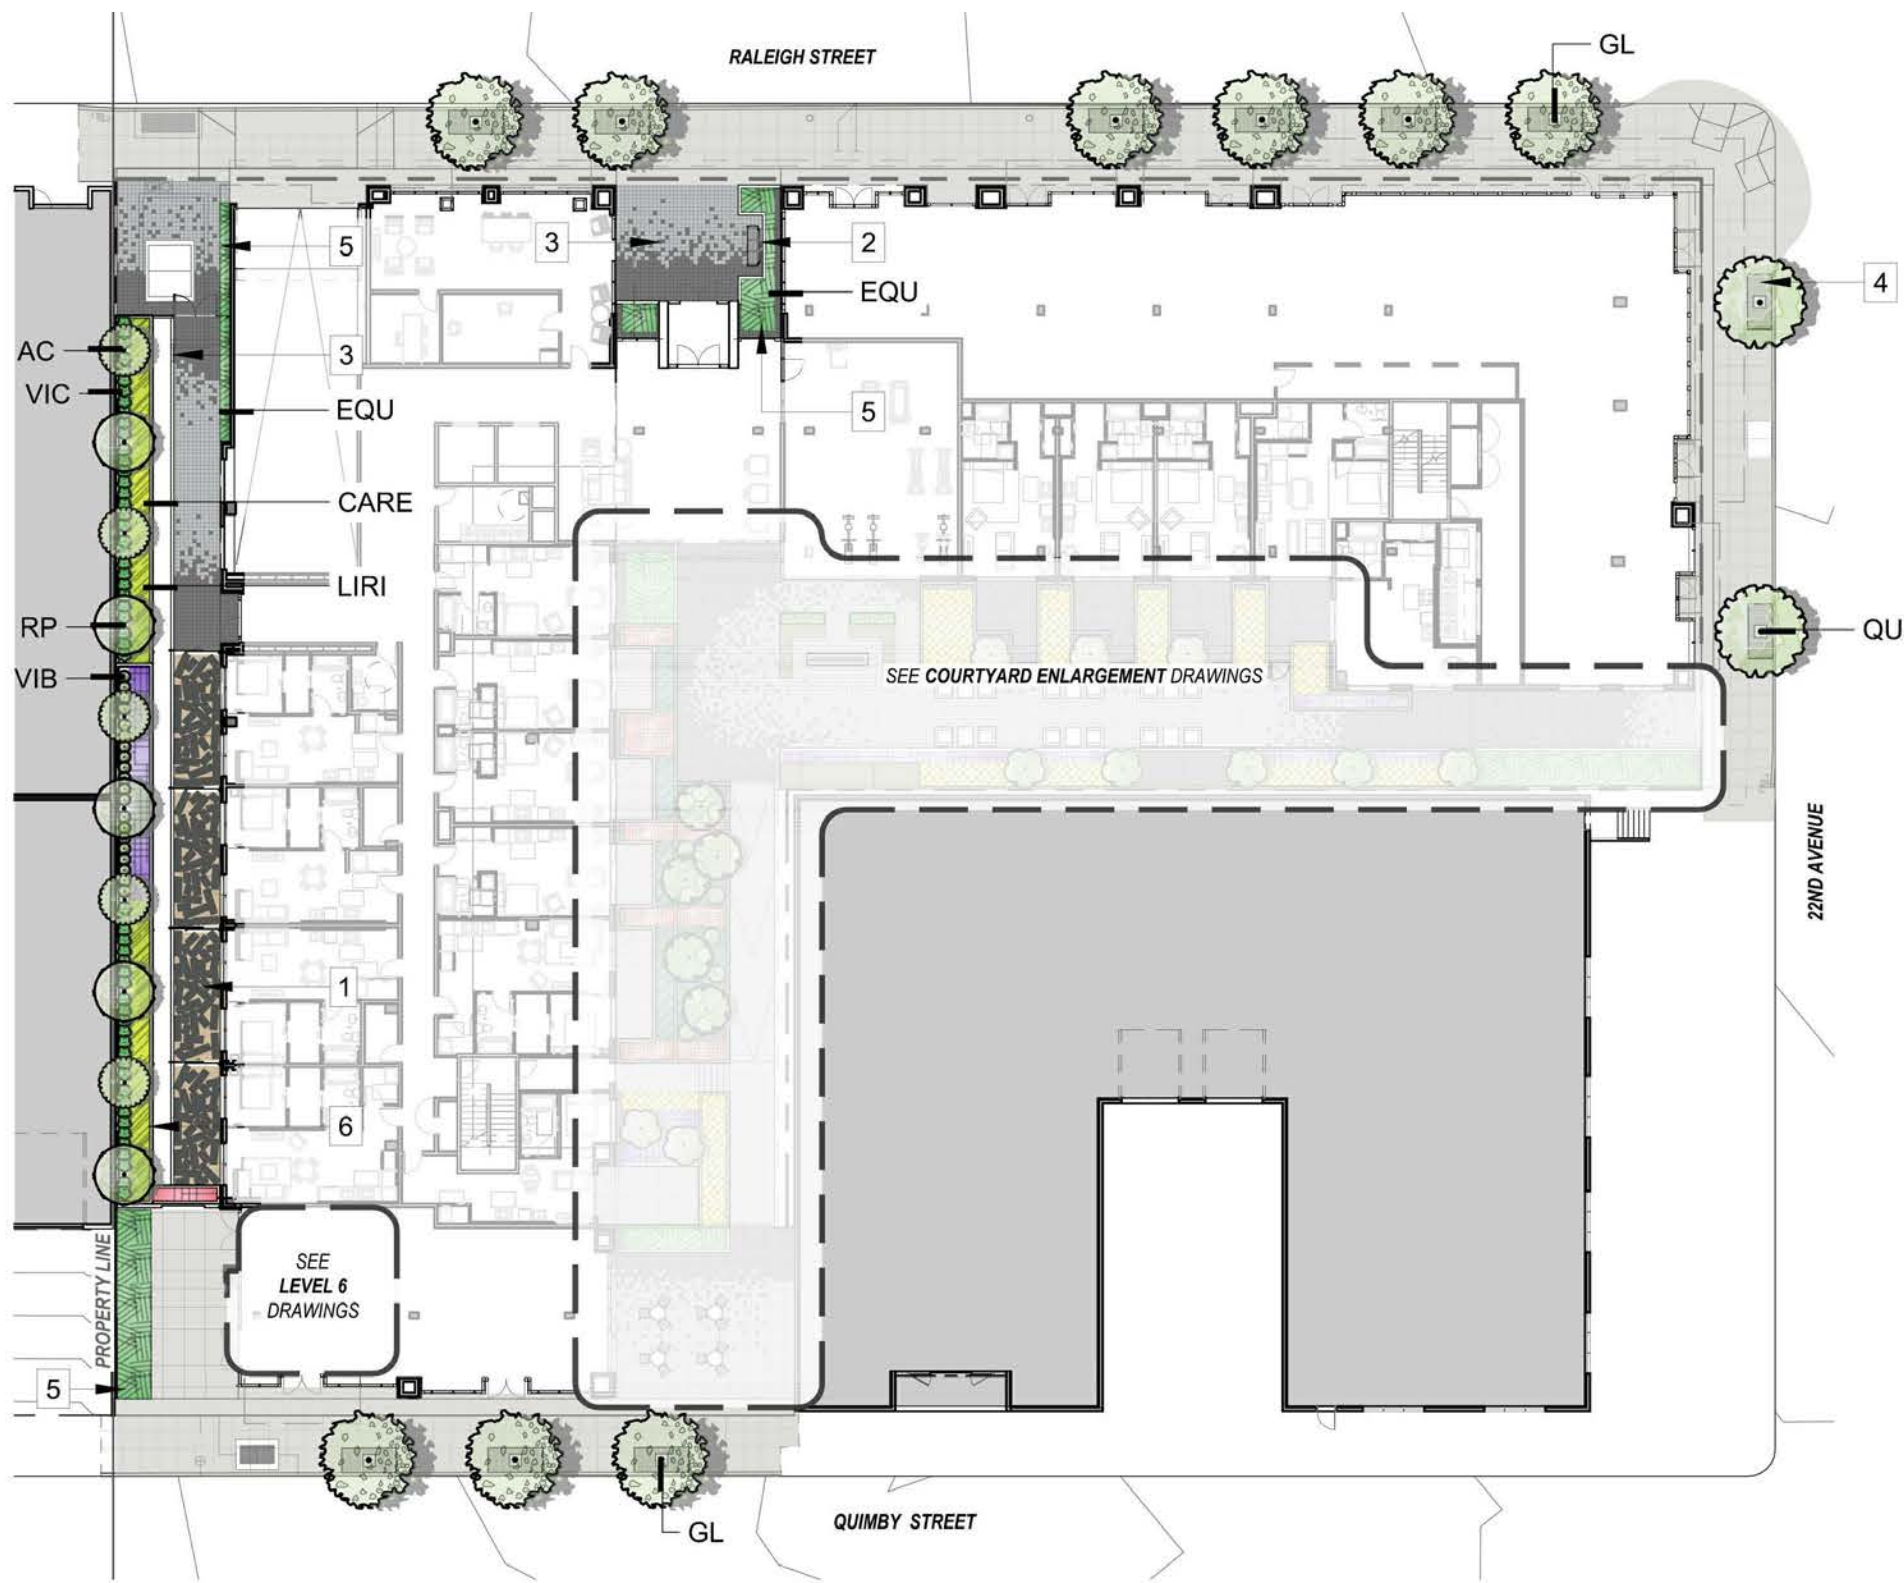 GL
RALEIGH STREET
5
3
2
4
EQU
AC
3
VIC
EQU
5
CARE
LIRI
RP
QU
VIB
SEE COURTYARD ENLARGEMENT DRAWINGS
22ND AVENUE
1
6
PROPERTY LINE
SEE
LEVEL 6
DRAWINGS
5
GL
QUIMBY STREET